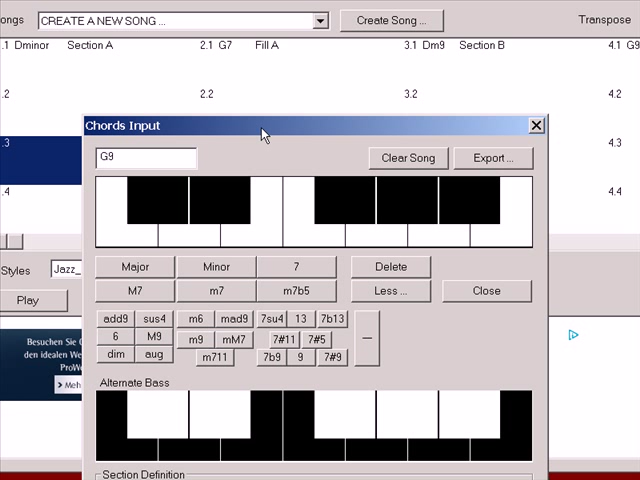 ongs CREATE A NEW SONG ... Create Song ... Transpose
.1 Dminor Section A 2.1 G7 Fill A 3.1 Dm9 Section B 4.1 G9
.2 2.2 3.2 4.2
.3 4.3
.4 4.4
Chords Input
G9 Clear Song Export ...
Major Minor 7 Delete
M7 m7 m7b5 Less ... Close
add9 sus4 m6 mad9 7su4 13 7b13
6 M9 m9 mM7 7#11 7#5 —
dim aug m711 7b9 9 7#9
Alternate Bass
Section Definition
Styles Jazz_
Play
Besuchen Sie
den idealen We
ProWe
> Meh